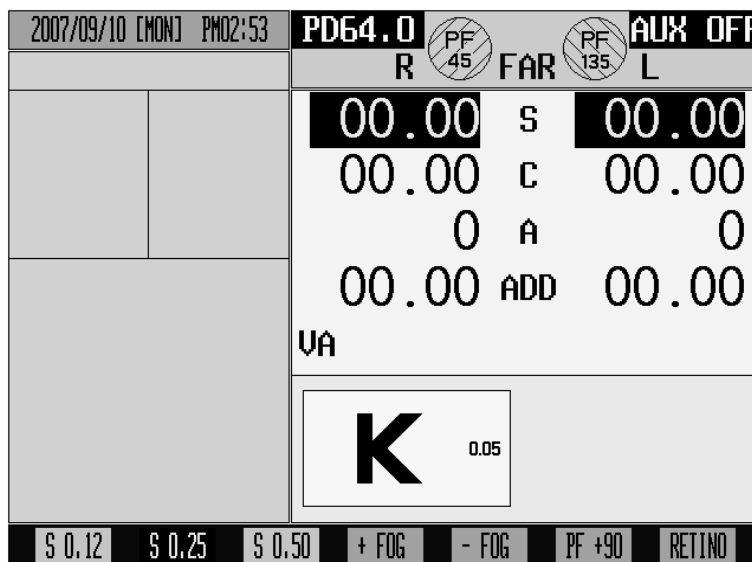 2007/09/10 [MON] PM02:53
PD64.0 PF 45 PF 135 AUX OFF
R FAR L
00.00 S 00.00
00.00 C 00.00
0 A 0
00.00 ADD 00.00
VA
K 0.05
S 0.12 S 0.25 S 0.50 + FOG - FOG PF +90 RETINO